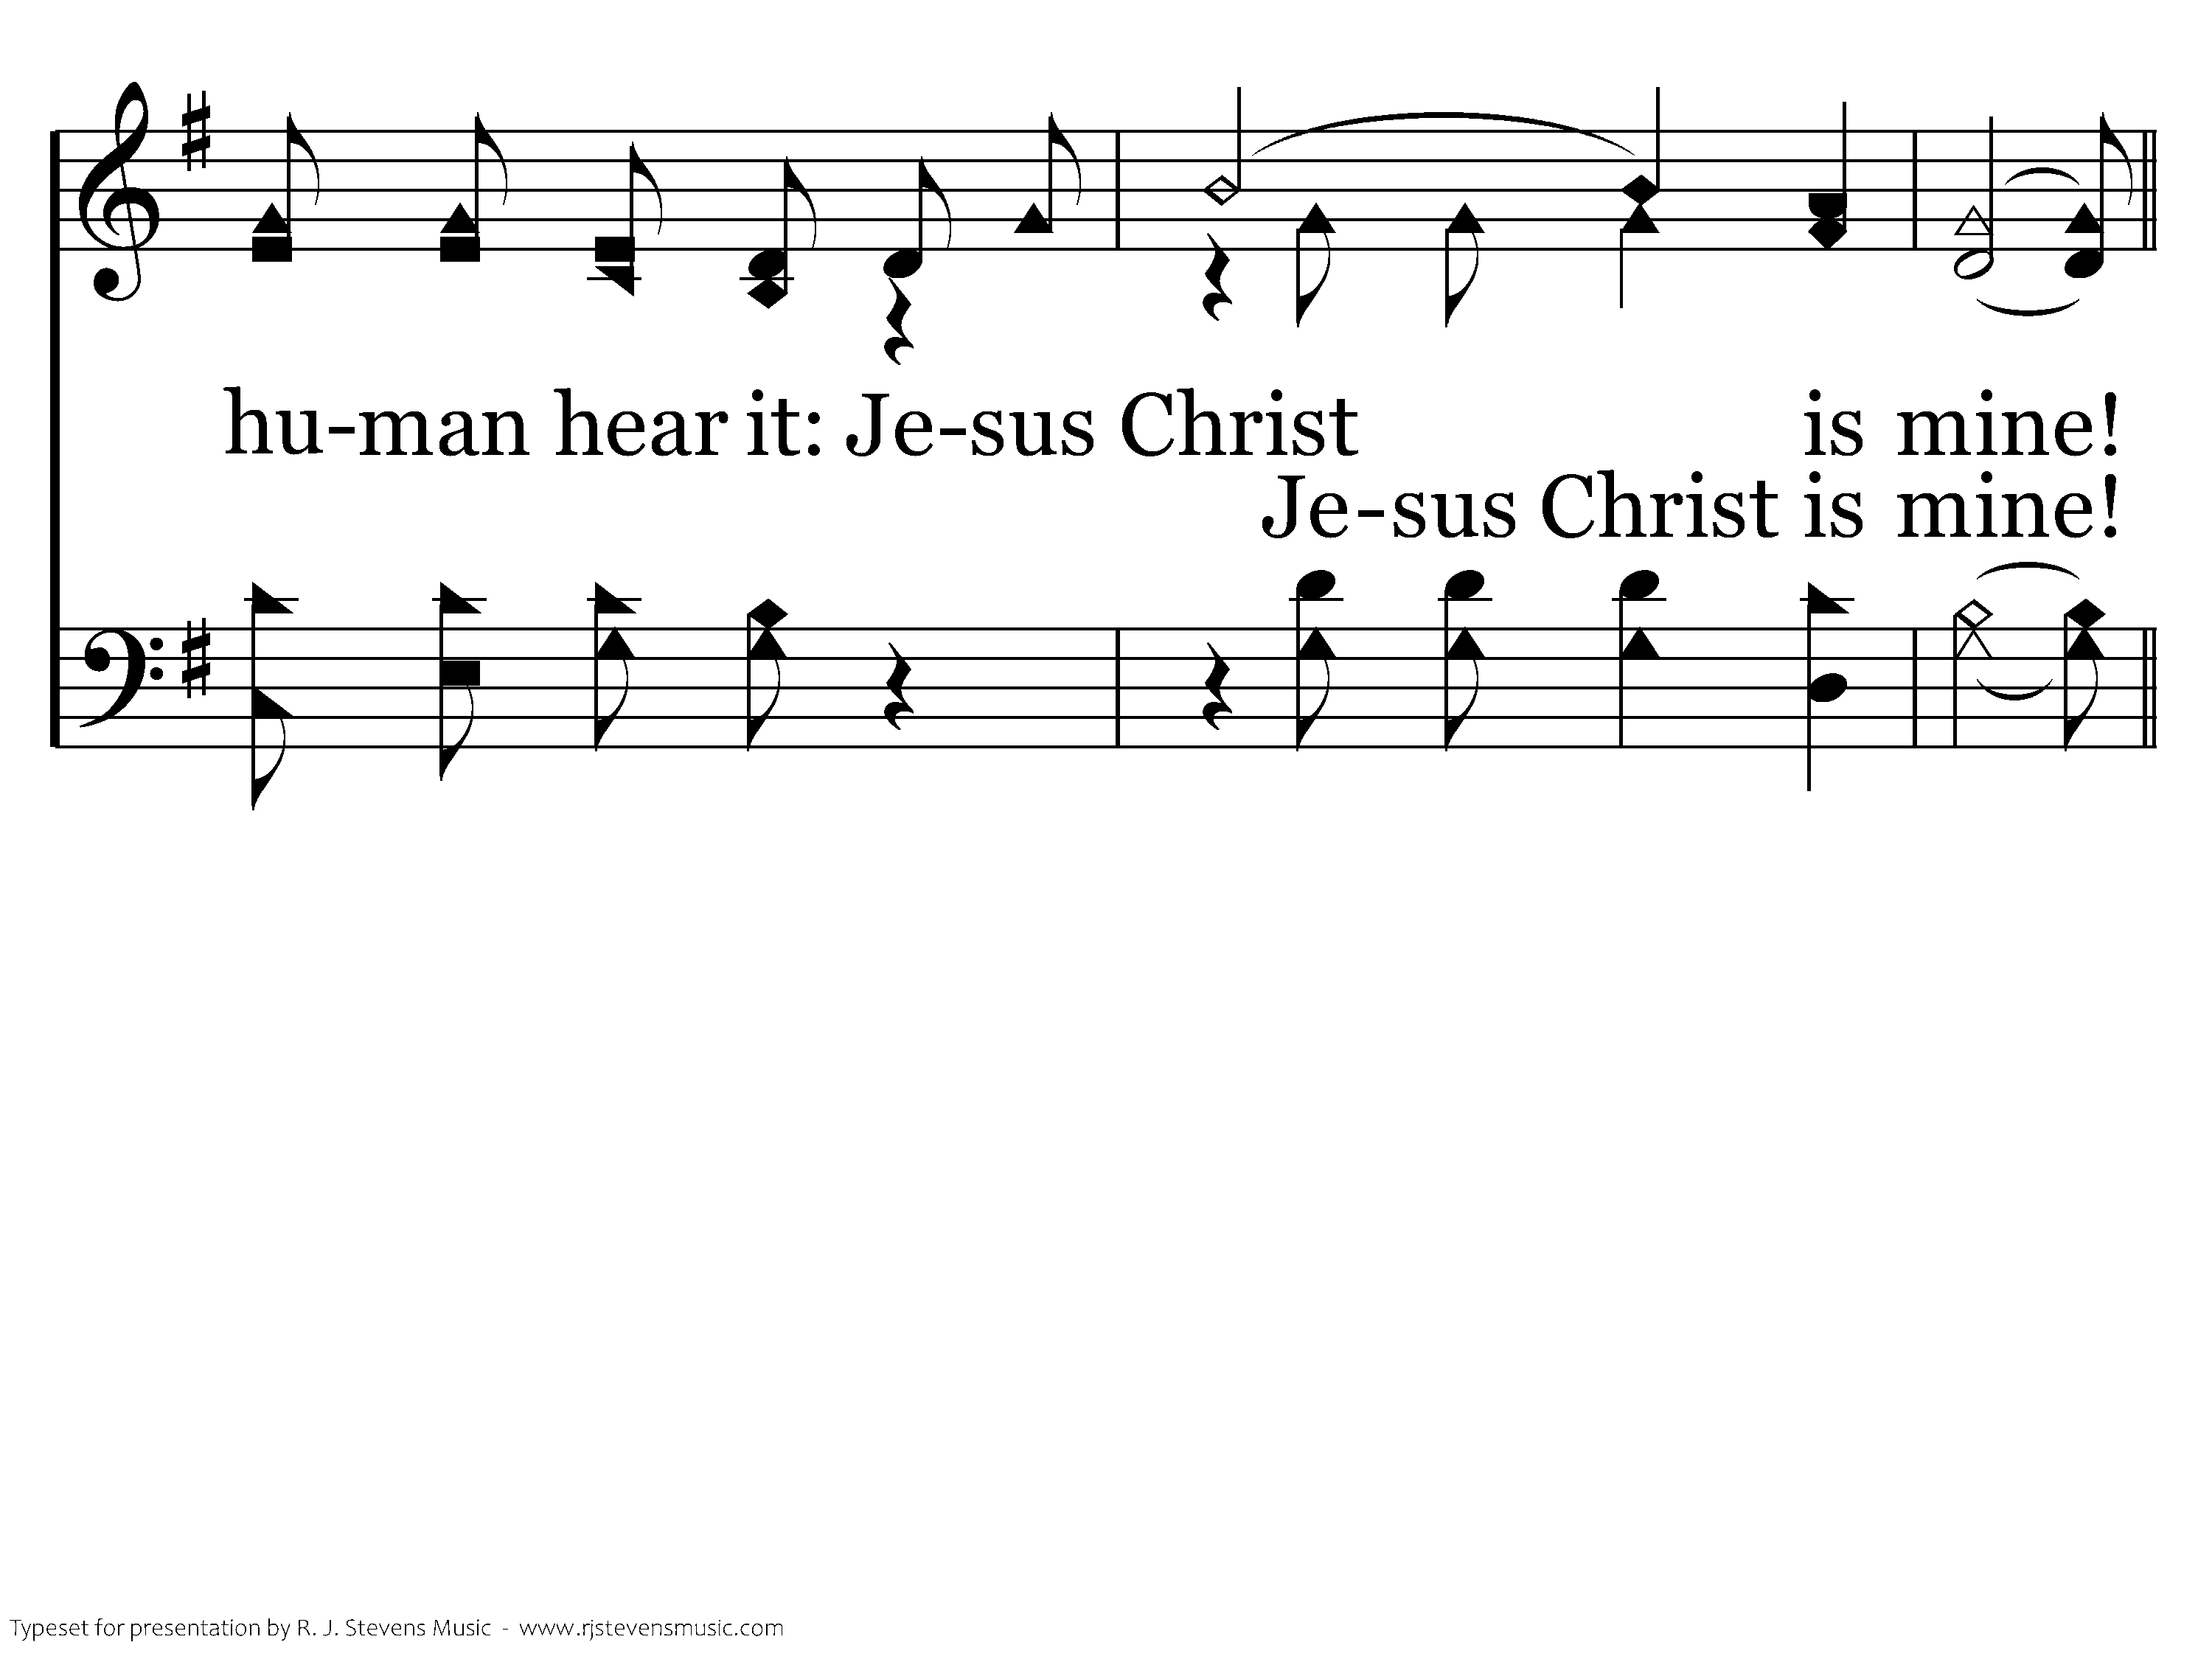 hu-man hear it: Je-sus Christ is mine!
Je-sus Christ is mine!
Typeset for presentation by R. J. Stevens Music - www.rjstevensmusic.com